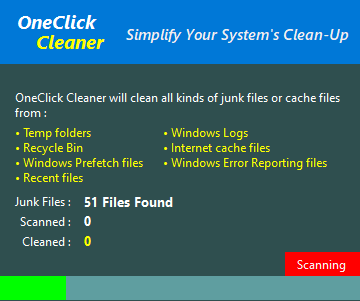 OneClick
Cleaner
Simplify Your System's Clean-Up
OneClick Cleaner will clean all kinds of junk files or cache files
from :
• Temp folders
• Windows Logs
• Recycle Bin
• Internet cache files
• Windows Prefetch files
• Windows Error Reporting files
• Recent files
Junk Files : 51 Files Found
Scanned : 0
Cleaned : 0
Scanning